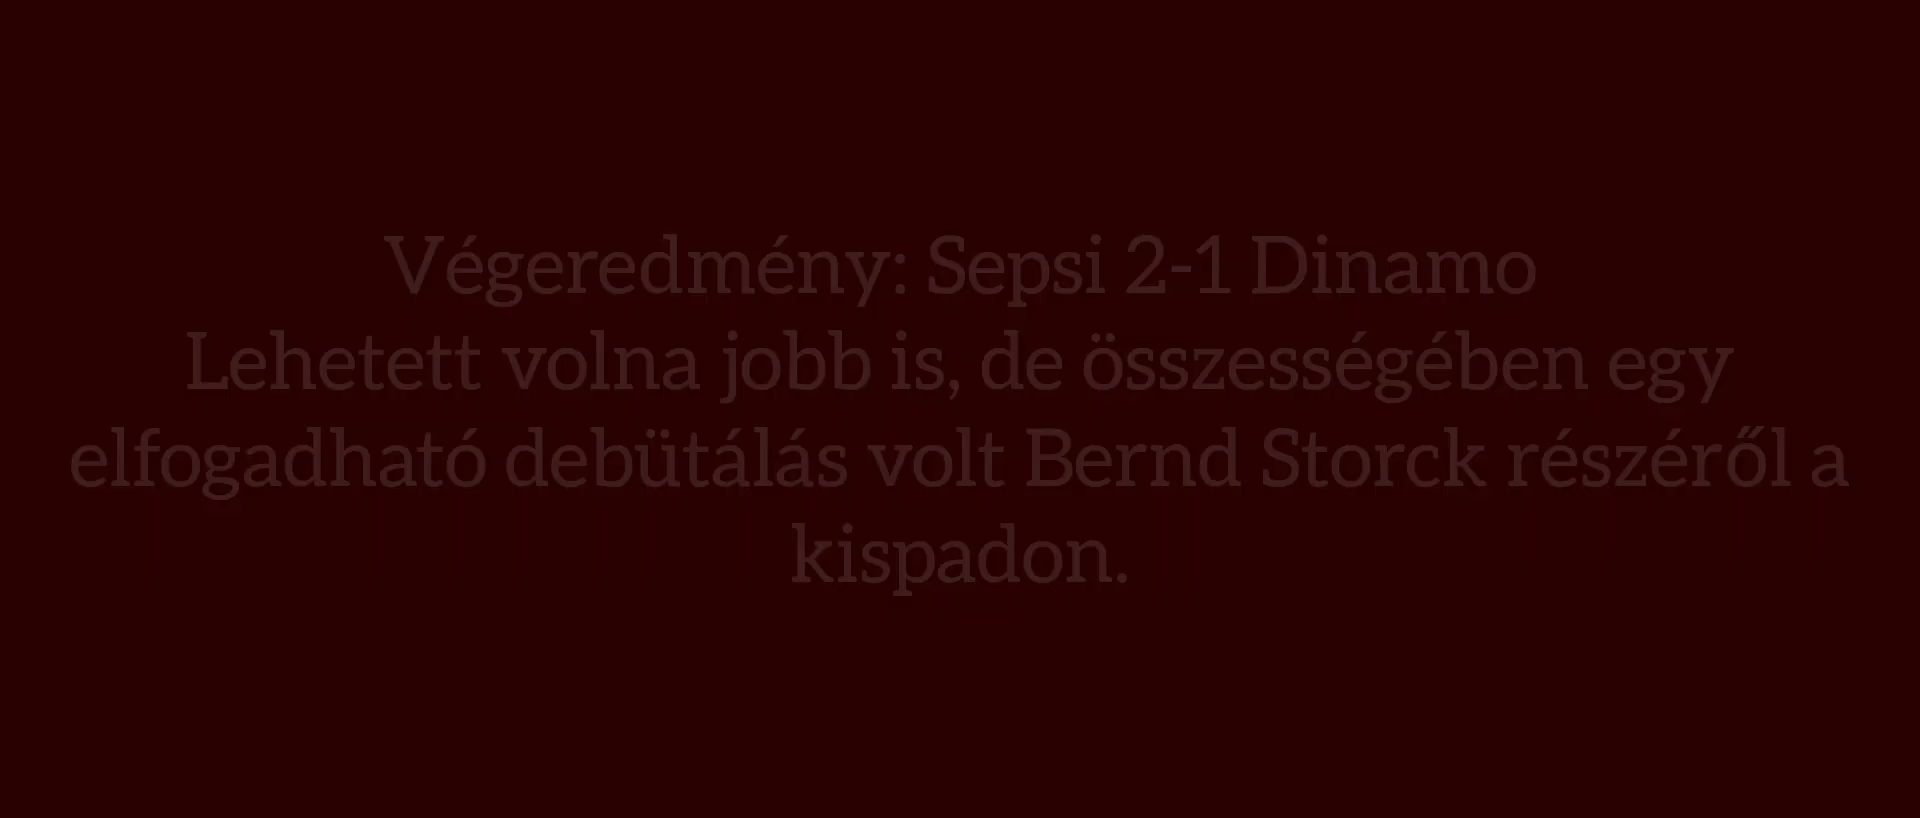 Végeredmény: Sepsi 2-1 Dinamo
Lehetett volna jobb is, de összességében egy
elfogadható debütálás volt Bernd Storck részéről a
kispadon.